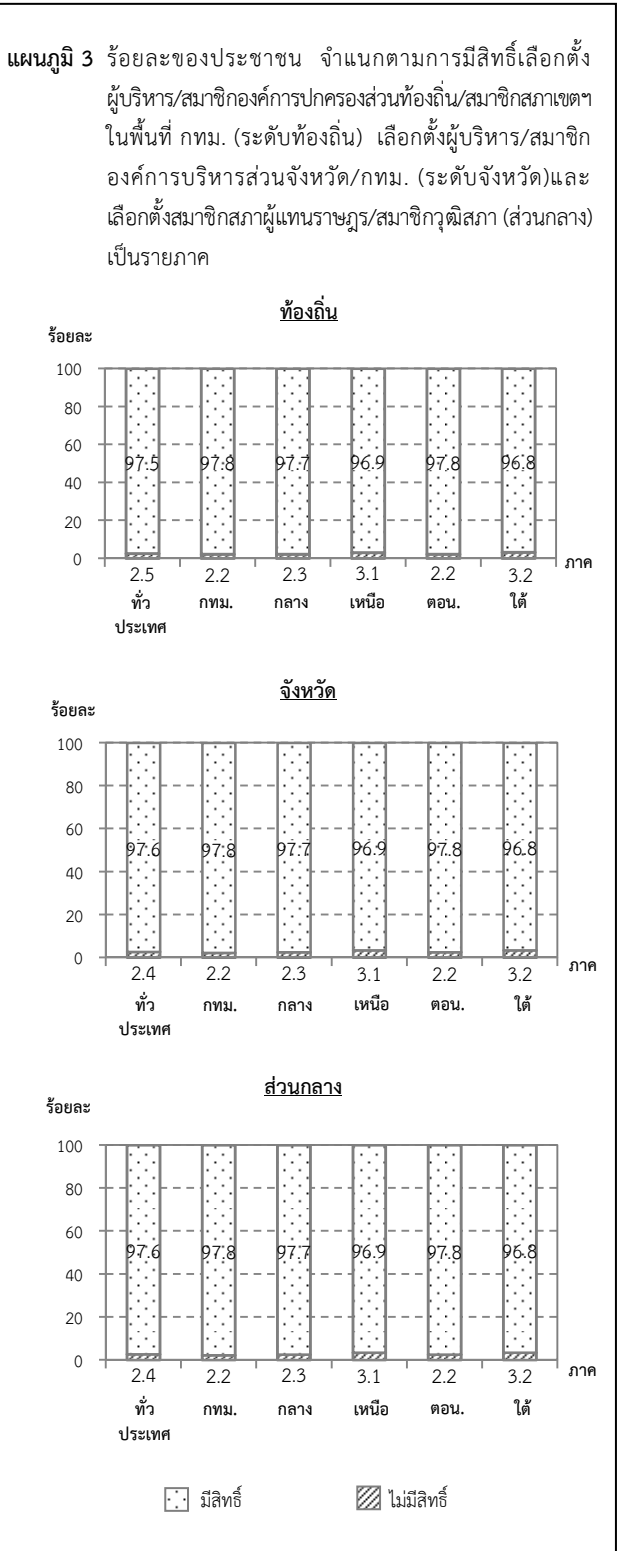 แผนภูมิ 3 ร้อยละของประชาชน จำแนกตามการมีสิทธิ์เลือกตั้ง
ผู้บริหาร/สมาชิกองค์การปกครองส่วนท้องถิ่น/สมาชิกสภาเขตฯ
ในพื้นที่ กทม. (ระดับท้องถิ่น) เลือกตั้งผู้บริหาร/สมาชิก
องค์การบริหารส่วนจังหวัด/กทม. (ระดับจังหวัด)และ
เลือกตั้งสมาชิกสภาผู้แทนราษฎร/สมาชิกวุฒิสภา (ส่วนกลาง)
เป็นรายภาค
ท้องถิ่น
ร้อยละ
100
80
60
97.5 97.8 97.7 96.9 97.8 96.8
40
20
0
ภาค
2.5 2.2 2.3 3.1 2.2 3.2
ทั่ว กทม. กลาง เหนือ ตอน. ใต้
ประเทศ
จังหวัด
ร้อยละ
100
80
60
97.6 97.8 97.7 96.9 97.8 96.8
40
20
0
ภาค
2.4 2.2 2.3 3.1 2.2 3.2
ทั่ว กทม. กลาง เหนือ ตอน. ใต้
ประเทศ
ส่วนกลาง
ร้อยละ
100
80
60
97.6 97.8 97.7 96.9 97.8 96.8
40
20
0
ภาค
2.4 2.2 2.3 3.1 2.2 3.2
ทั่ว กทม. กลาง เหนือ ตอน. ใต้
ประเทศ
มีสิทธิ์ ไม่มีสิทธิ์